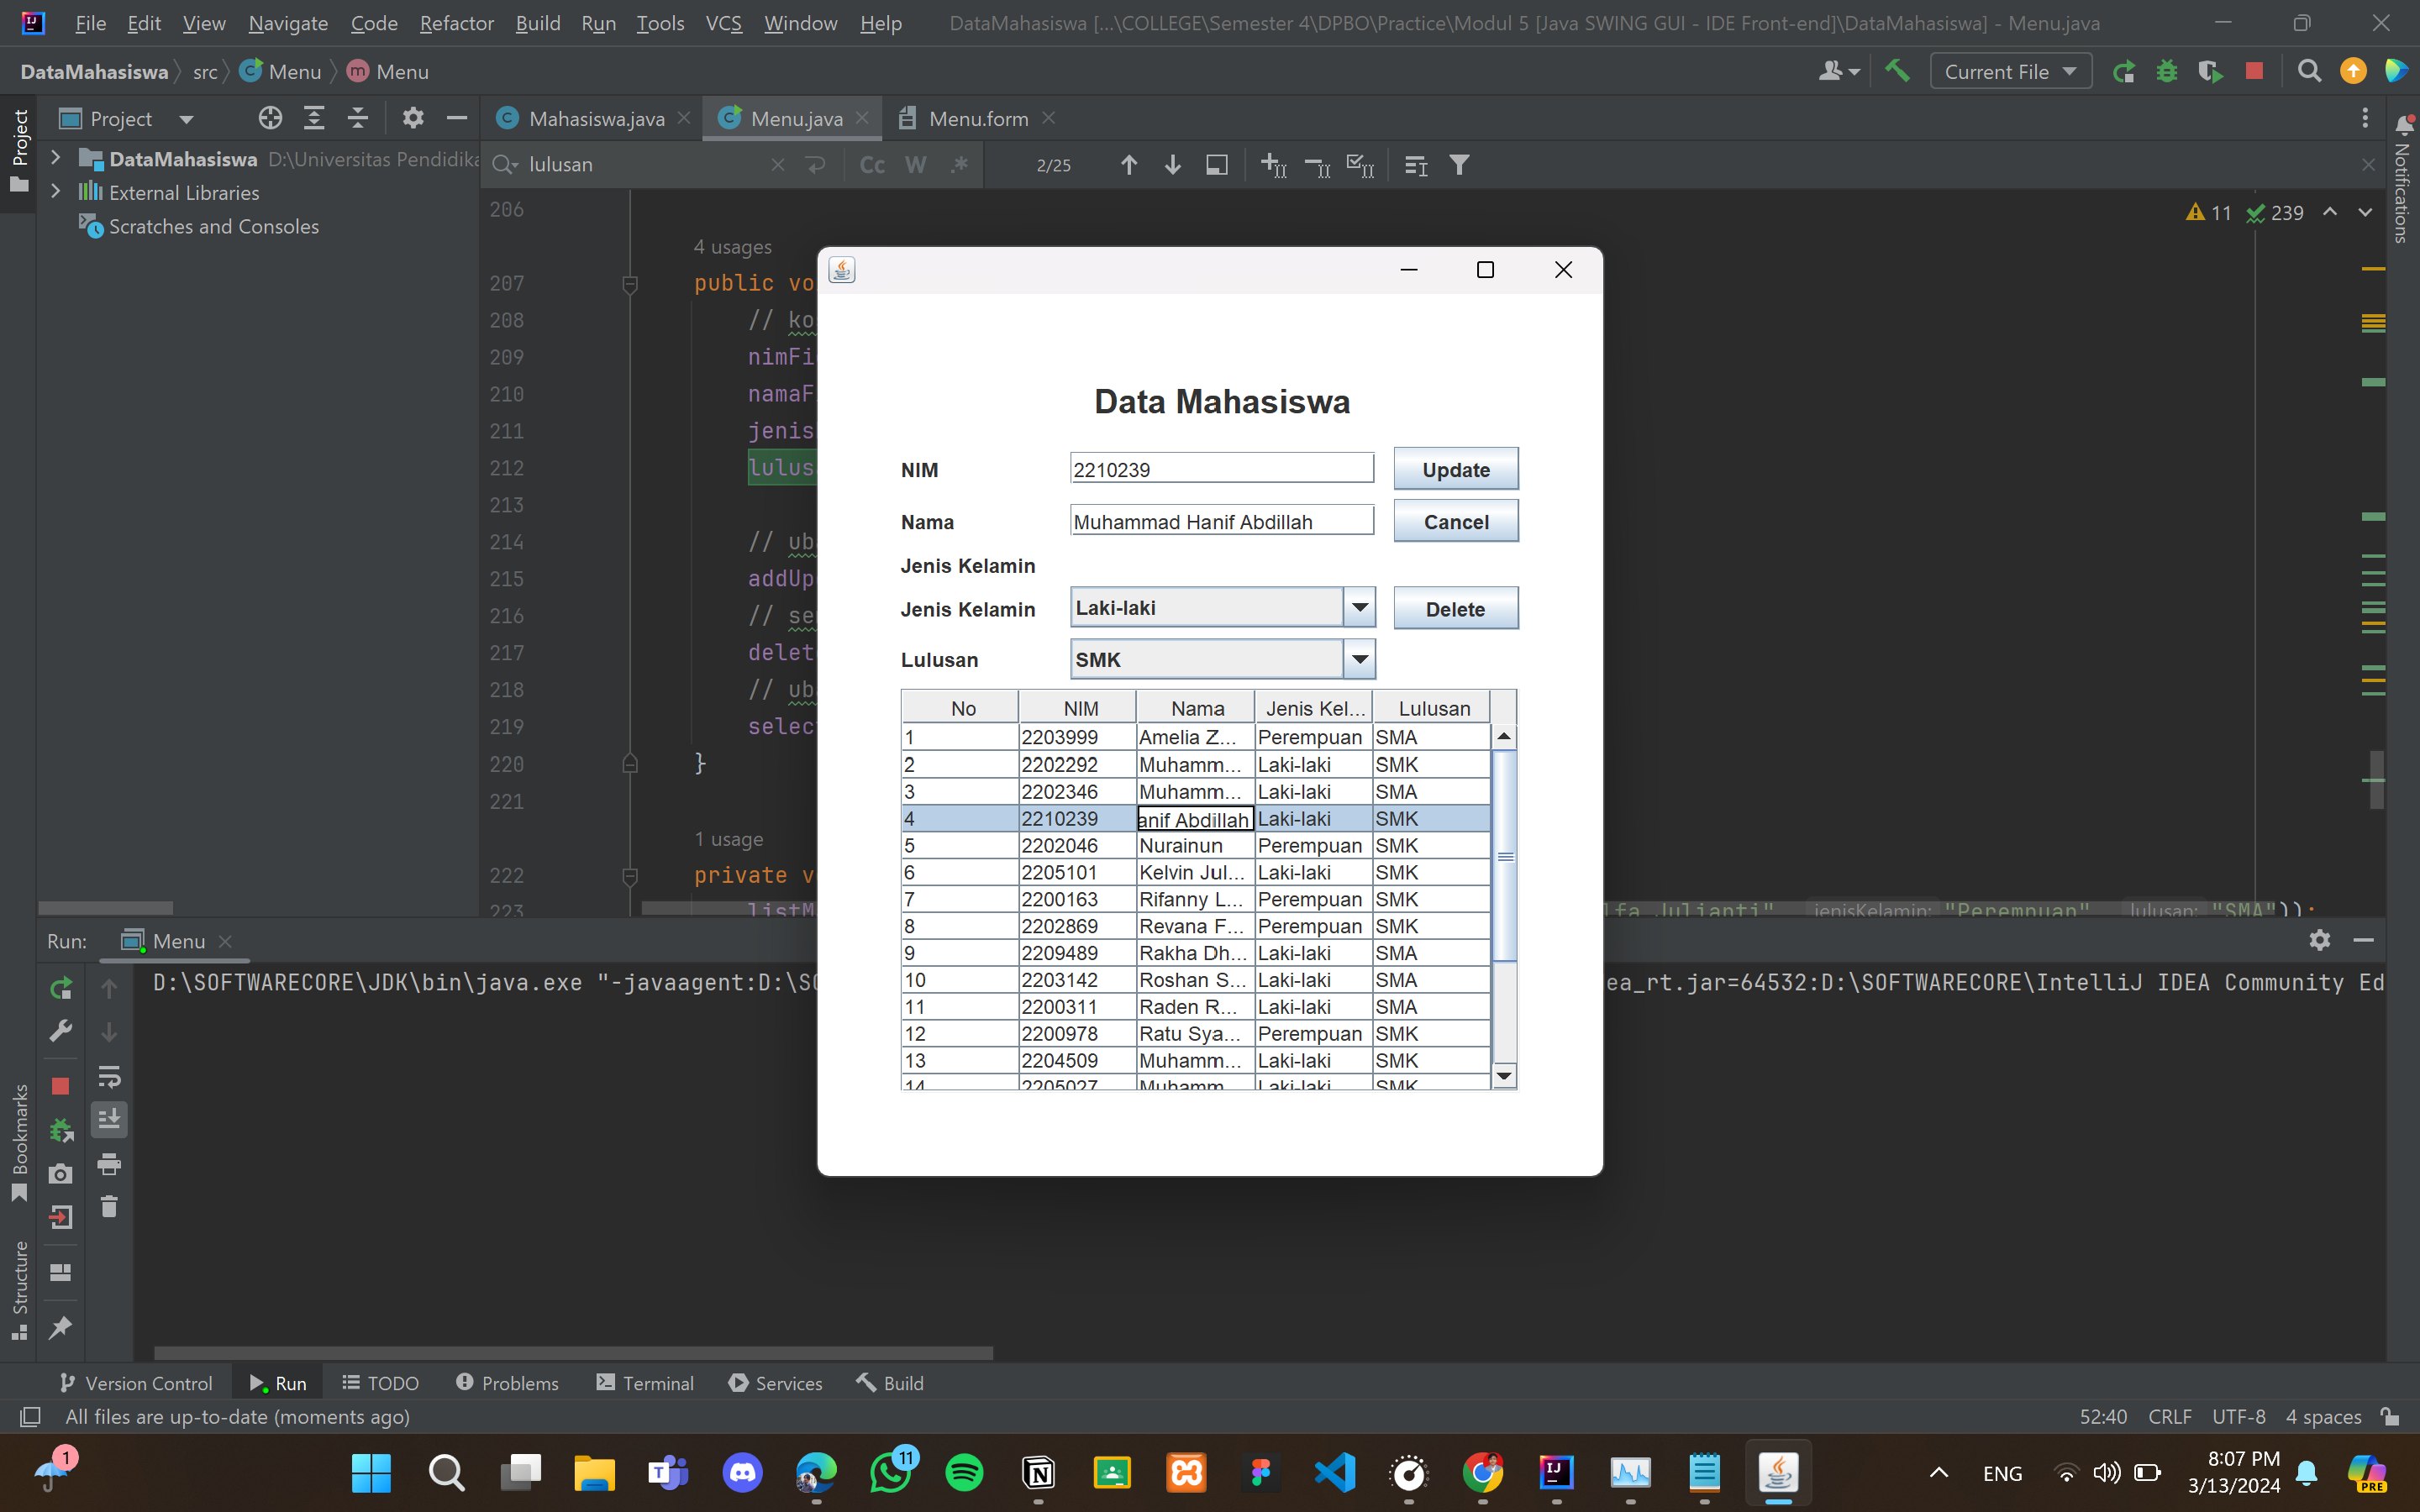 File Edit View Navigate Code Refactor Build Run Tools VCS Window Help DataMahasiswa [...\COLLEGE\Semester 4\DPBO\Practice\Modul 5 [Java SWING GUI - IDE Front-end]\DataMahasiswa] - Menu.java
DataMahasiswa src Menu Menu Current File
Project Mahasiswa.java Menu.java Menu.form
Project
Notifications
DataMahasiswa D:\Universitas Pendidika
External Libraries
Scratches and Consoles
lulusan Cc W .* 2/25
11 239
206
4 usages
207 public vo
208 // ko
209 nimFi
210 namaF
211 jenis
212 lulus
213
214 // ub
215 addUp
216 // se
217 delet
218 // ub
219 selec
220 }
221
1 usage
222 private v
223 listM lfa Julianti" jenisKelamin: "Perempuan" lulusan: "SMA"));
Data Mahasiswa
NIM 2210239 Update
Nama Muhammad Hanif Abdillah Cancel
Jenis Kelamin
Jenis Kelamin Laki-laki Delete
Lulusan SMK
No NIM Nama Jenis Kel... Lulusan
1 2203999 Amelia Z... Perempuan SMA
2 2202292 Muhamm... Laki-laki SMK
3 2202346 Muhamm... Laki-laki SMA
4 2210239 anif Abdillah Laki-laki SMK
5 2202046 Nurainun Perempuan SMK
6 2205101 Kelvin Jul... Laki-laki SMK
7 2200163 Rifanny L... Perempuan SMK
8 2202869 Revana F... Perempuan SMK
9 2209489 Rakha Dh... Laki-laki SMA
10 2203142 Roshan S... Laki-laki SMA
11 2200311 Raden R... Laki-laki SMA
12 2200978 Ratu Sya... Perempuan SMK
13 2204509 Muhamm... Laki-laki SMK
14 2205027 Muhamm Laki-laki SMK
Run: Menu
D:\SOFTWARECORE\JDK\bin\java.exe "-javaagent:D:\SO ea_rt.jar=64532:D:\SOFTWARECORE\IntelliJ IDEA Community Ed
Bookmarks
Structure
Version Control Run TODO Problems Terminal Services Build
All files are up-to-date (moments ago) 52:40 CRLF UTF-8 4 spaces
1
11
ENG
8:07 PM
3/13/2024
PRE